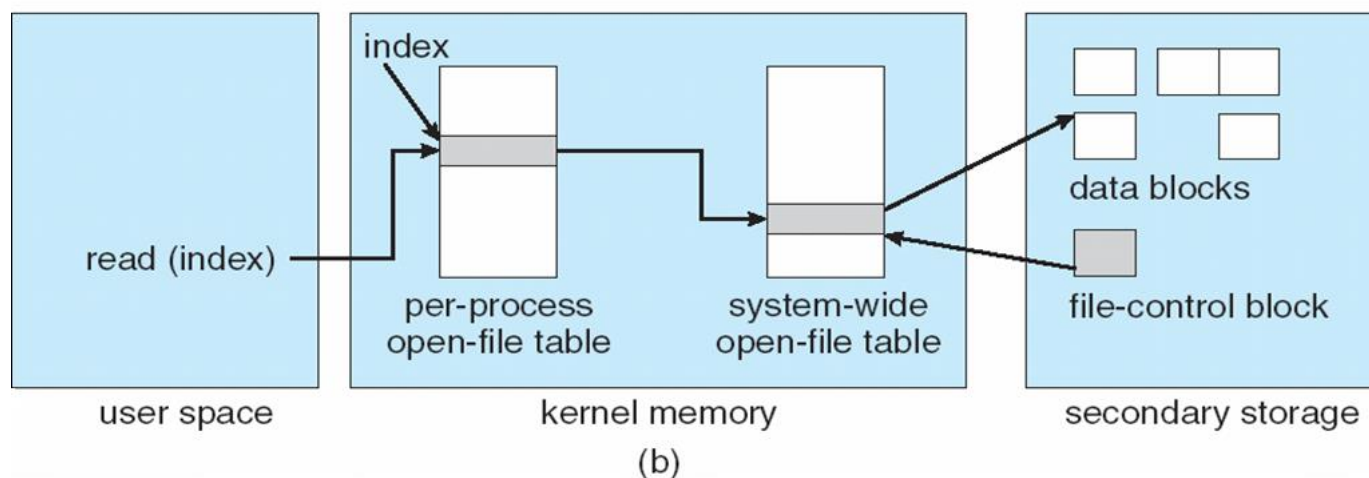 index
read (index)
per-process
open-file table
system-wide
open-file table
data blocks
file-control block
user space
kernel memory
secondary storage
(b)